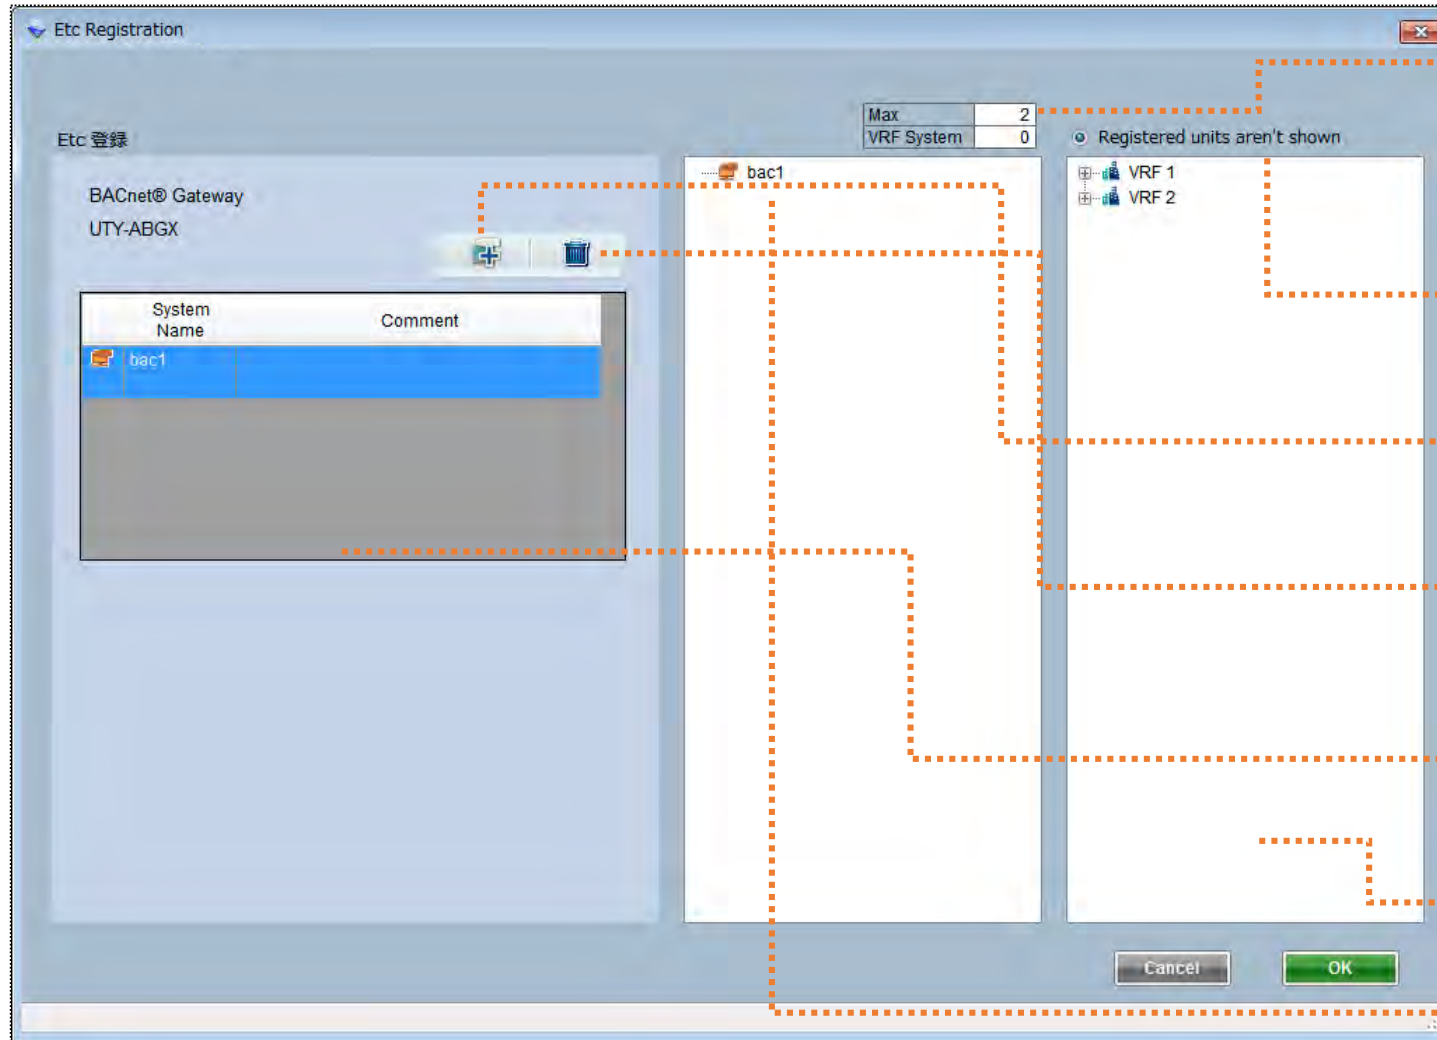 Etc Registration
Max 2
VRF System 0
Etc 登録
Registered units aren't shown
BACnet® Gateway
UTY-ABGX
System Name
Comment
bac1
bac1
VRF 1
VRF 2
Cancel
OK